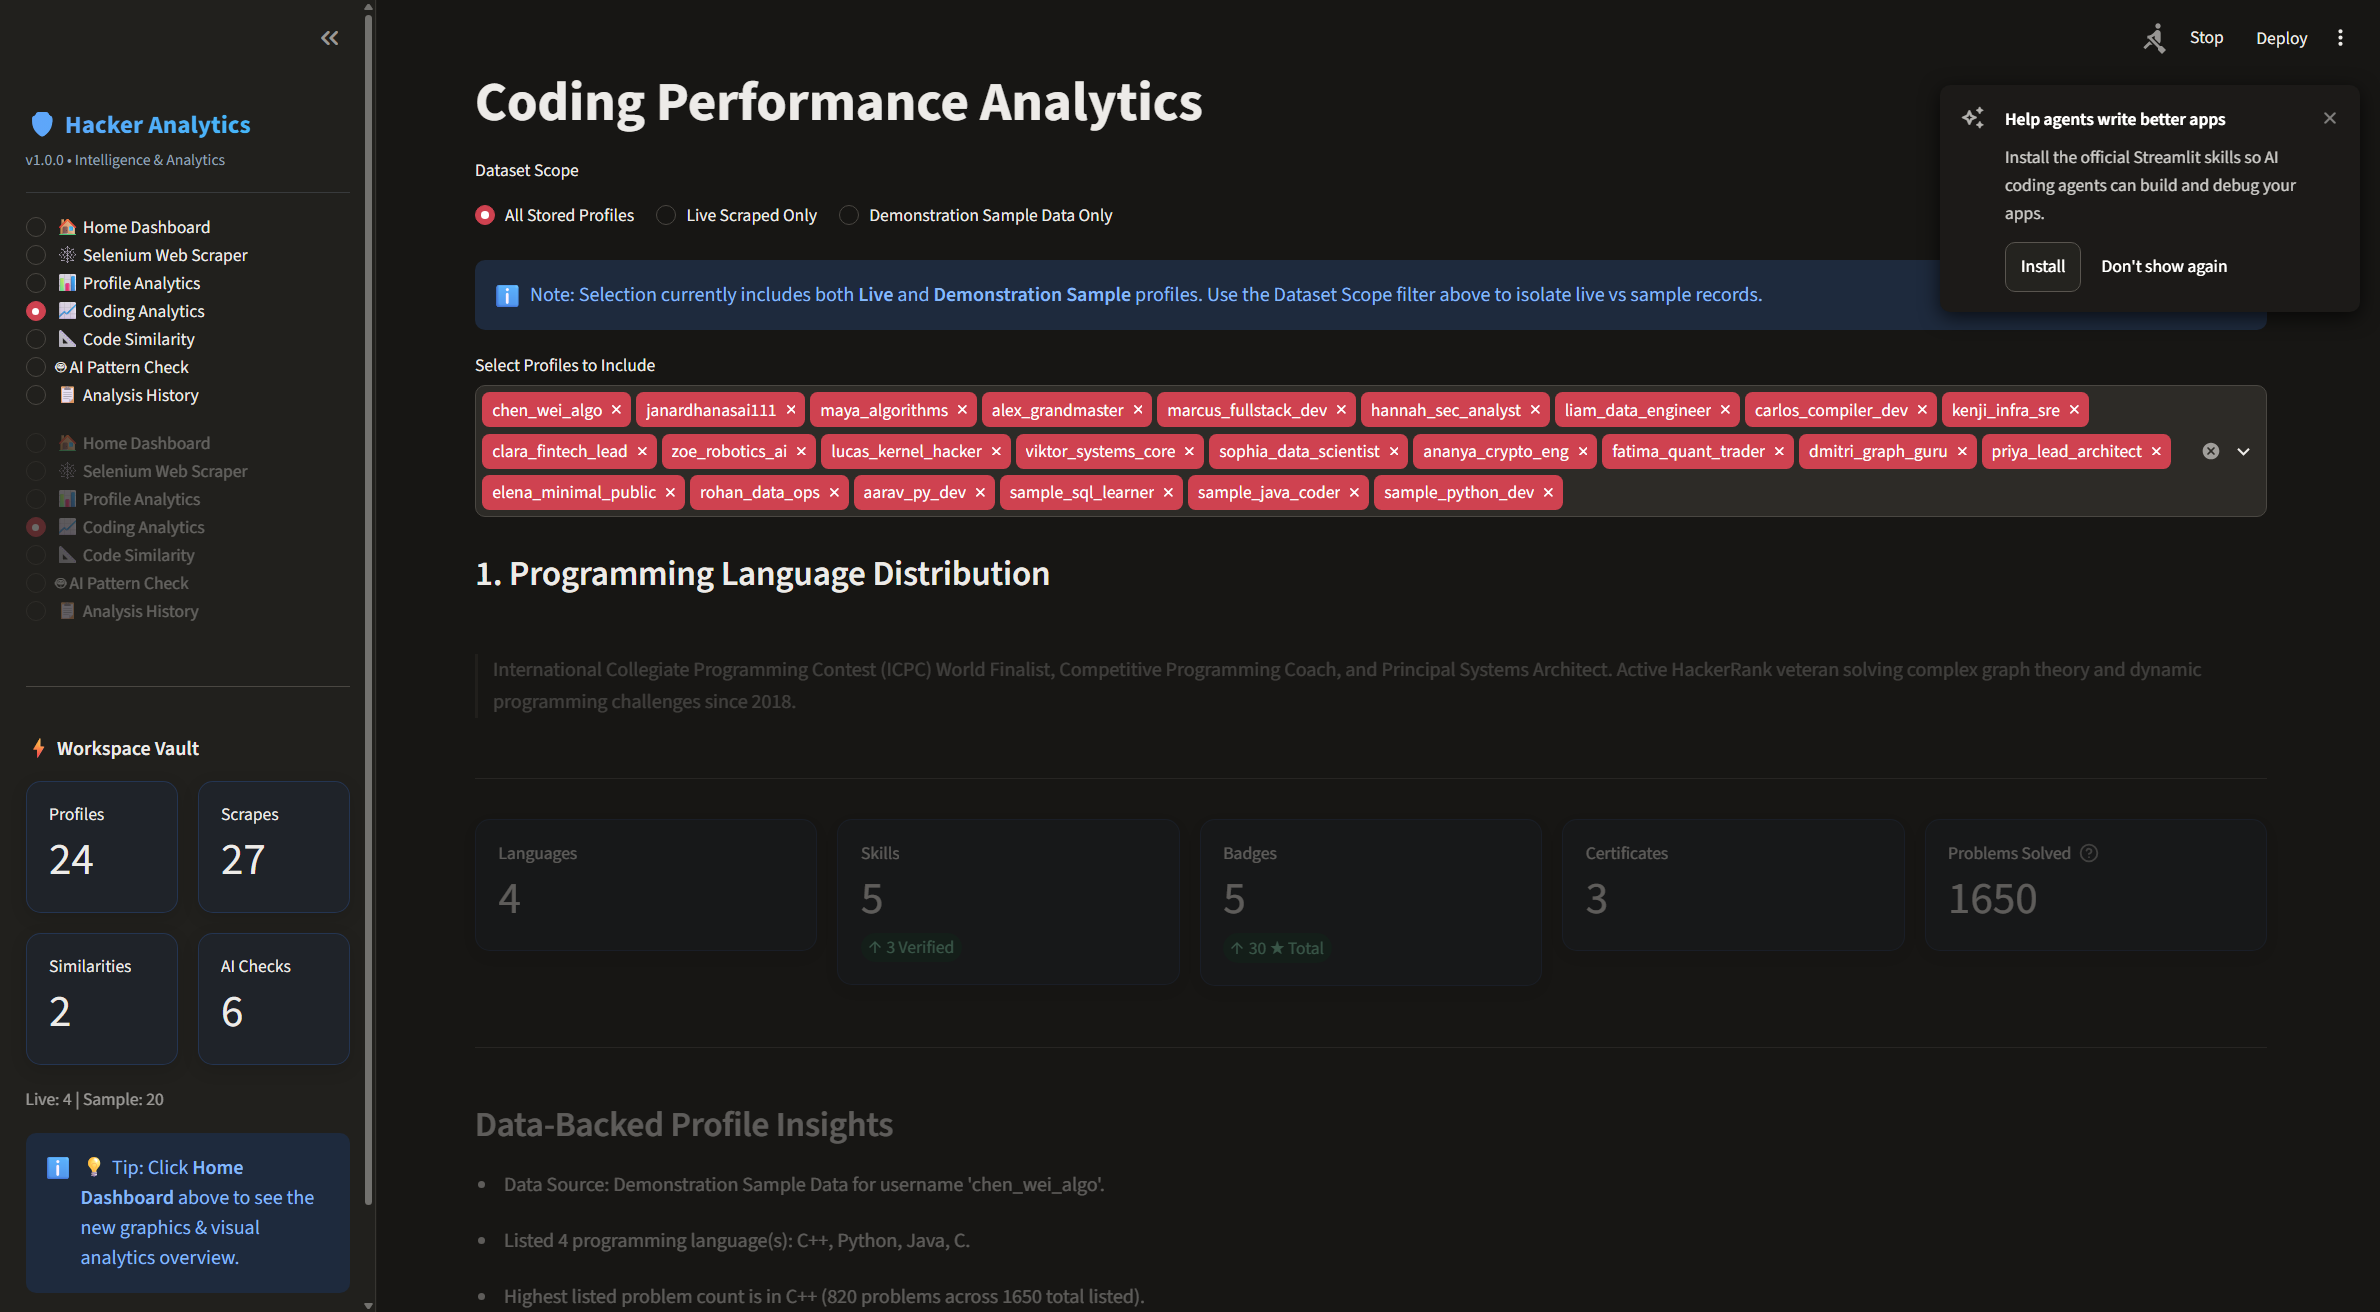 Stop
Deploy
Hacker Analytics
v1.0.0 • Intelligence & Analytics
Home Dashboard
Selenium Web Scraper
Profile Analytics
Coding Analytics
Code Similarity
AI Pattern Check
Analysis History
Home Dashboard
Selenium Web Scraper
Profile Analytics
Coding Analytics
Code Similarity
AI Pattern Check
Analysis History
Workspace Vault
Profiles
24
Scrapes
27
Similarities
2
AI Checks
6
Live: 4 | Sample: 20
Tip: Click Home
Dashboard above to see the
new graphics & visual
analytics overview.
Coding Performance Analytics
Dataset Scope
All Stored Profiles
Live Scraped Only
Demonstration Sample Data Only
Note: Selection currently includes both Live and Demonstration Sample profiles. Use the Dataset Scope filter above to isolate live vs sample records.
Help agents write better apps
Install the official Streamlit skills so AI
coding agents can build and debug your
apps.
Install
Don't show again
Select Profiles to Include
chen_wei_algo janardhanasai111 maya_algorithms alex_grandmaster marcus_fullstack_dev hannah_sec_analyst liam_data_engineer carlos_compiler_dev kenji_infra_sre
clara_fintech_lead zoe_robotics_ai lucas_kernel_hacker viktor_systems_core sophia_data_scientist ananya_crypto_eng fatima_quant_trader dmitri_graph_guru priya_lead_architect
elena_minimal_public rohan_data_ops aarav_py_dev sample_sql_learner sample_java_coder sample_python_dev
1. Programming Language Distribution
International Collegiate Programming Contest (ICPC) World Finalist, Competitive Programming Coach, and Principal Systems Architect. Active HackerRank veteran solving complex graph theory and dynamic
programming challenges since 2018.
Languages
4
Skills
5
↑ 3 Verified
Badges
5
↑ 30 ★ Total
Certificates
3
Problems Solved
1650
Data-Backed Profile Insights
• Data Source: Demonstration Sample Data for username 'chen_wei_algo'.
• Listed 4 programming language(s): C++, Python, Java, C.
• Highest listed problem count is in C++ (820 problems across 1650 total listed).